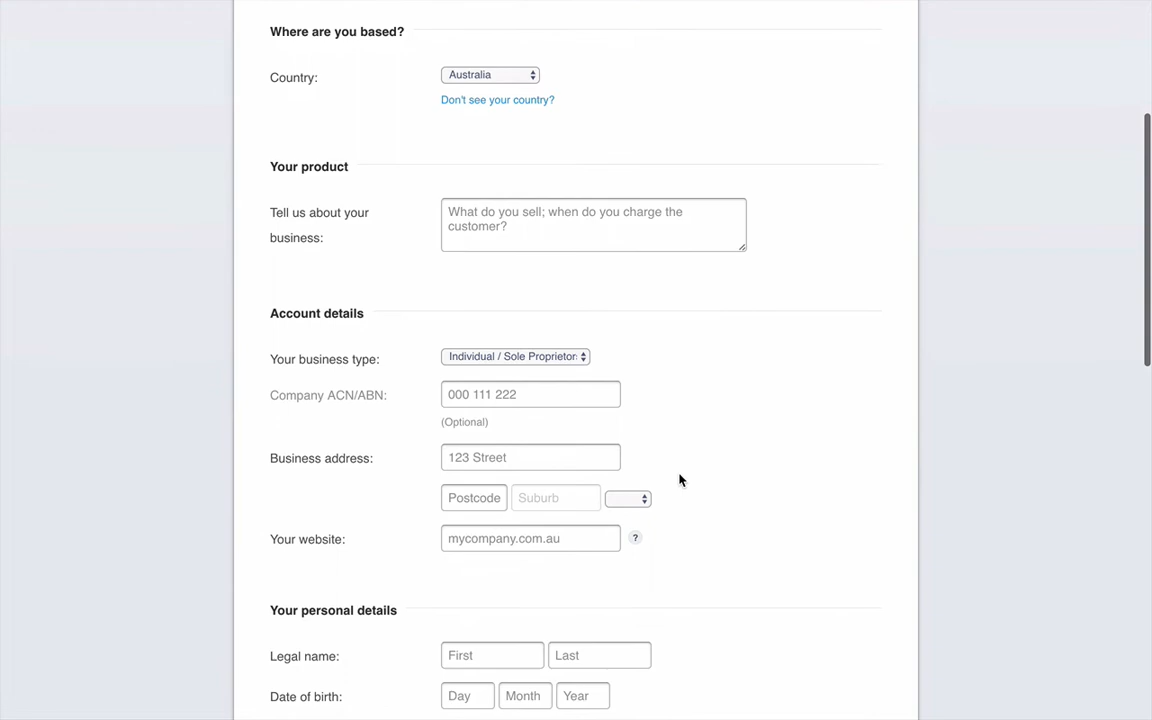 Where are you based?
Country:
Australia
Don't see your country?
Your product
Tell us about your
business:
What do you sell; when do you charge the
customer?
Account details
Your business type:
Individual / Sole Proprietor
Company ACN/ABN:
000 111 222
(Optional)
Business address:
123 Street
Postcode
Suburb
Your website:
mycompany.com.au
?
Your personal details
Legal name:
First
Last
Date of birth:
Day
Month
Year